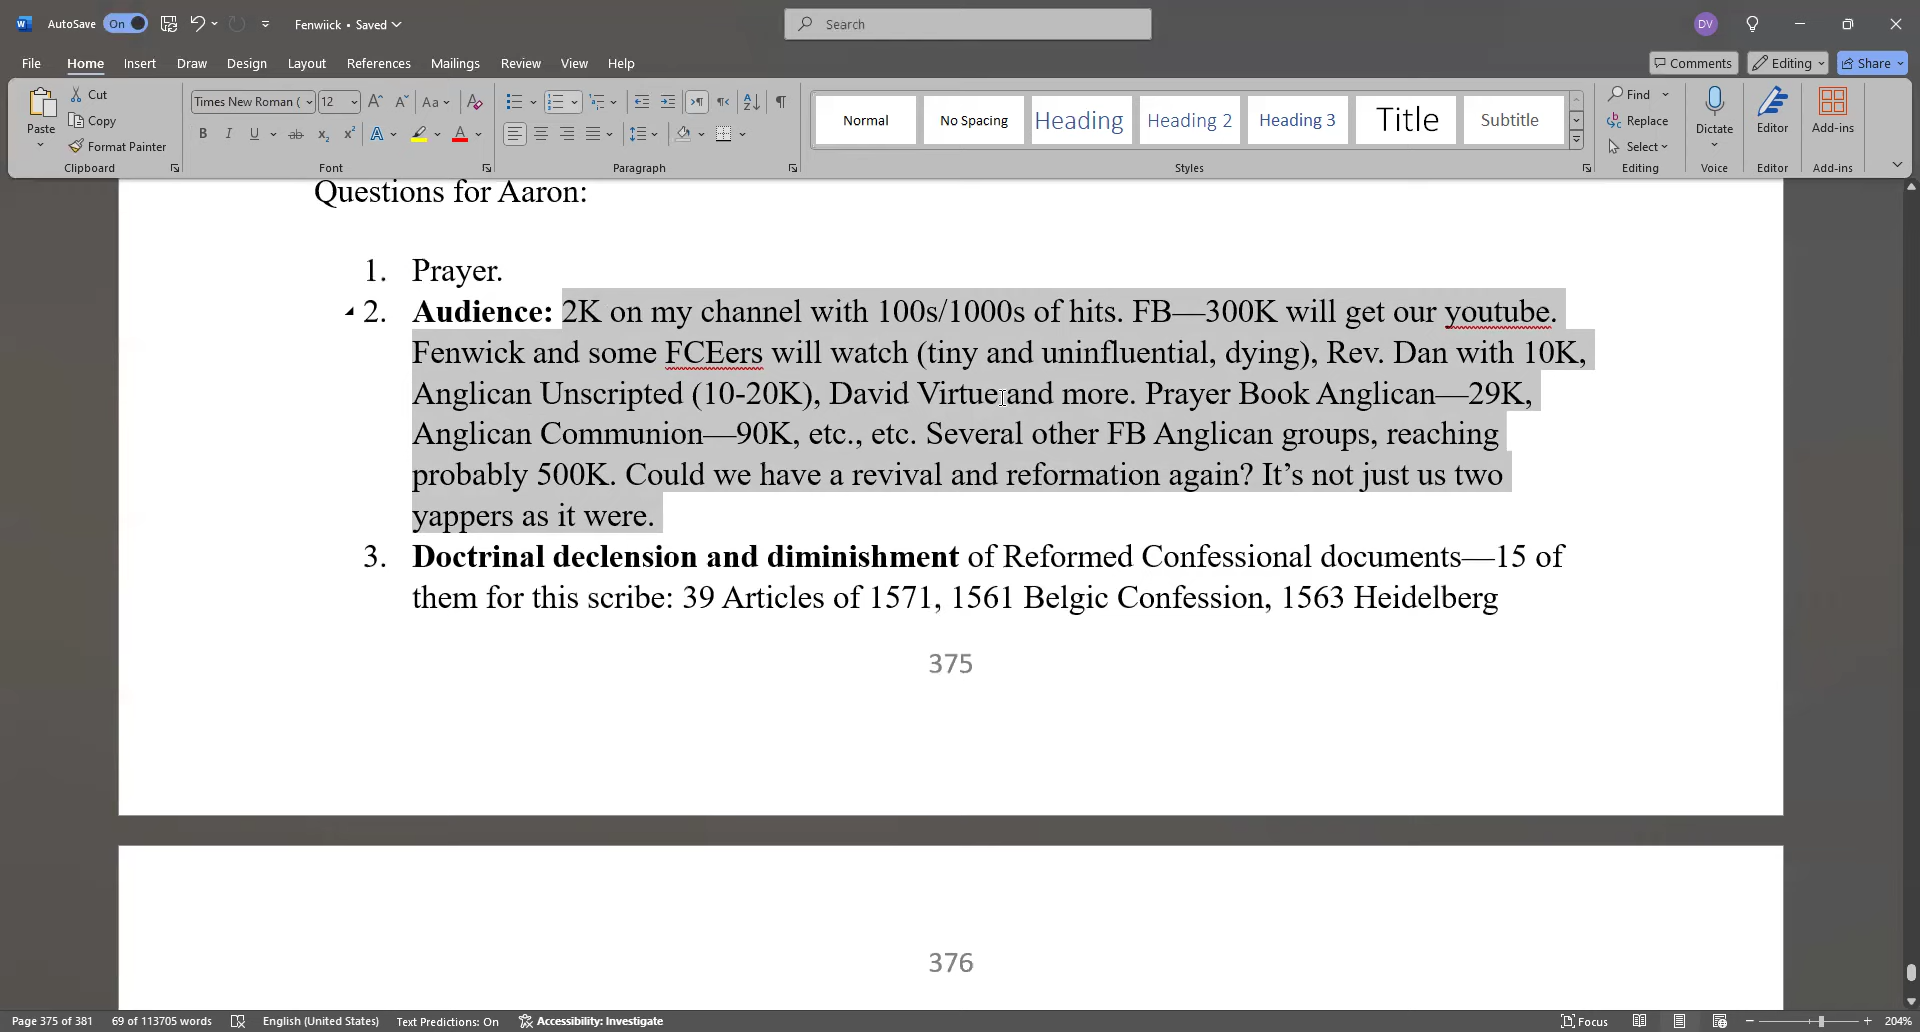 AutoSave On Fenwiick • Saved Search DV
File Home Insert Draw Design Layout References Mailings Review View Help Comments Editing Share
Paste Cut Copy Format Painter Clipboard
Times New Roman ( 12 Aa Font
B I U ab x₂ x² A A
Paragraph
Normal No Spacing Heading Heading 2 Heading 3 Title Subtitle Styles
Find Replace Select Editing
Dictate Voice
Editor Editor
Add-ins Add-ins
Questions for Aaron:
1. Prayer.
2. Audience: 2K on my channel with 100s/1000s of hits. FB—300K will get our youtube.
Fenwick and some FCEers will watch (tiny and uninfluential, dying), Rev. Dan with 10K,
Anglican Unscripted (10-20K), David Virtue and more. Prayer Book Anglican—29K,
Anglican Communion—90K, etc., etc. Several other FB Anglican groups, reaching
probably 500K. Could we have a revival and reformation again? It’s not just us two
yappers as it were.
3. Doctrinal declension and diminishment of Reformed Confessional documents—15 of
them for this scribe: 39 Articles of 1571, 1561 Belgic Confession, 1563 Heidelberg
375
376
Page 375 of 381 69 of 113705 words English (United States) Text Predictions: On Accessibility: Investigate Focus 204%